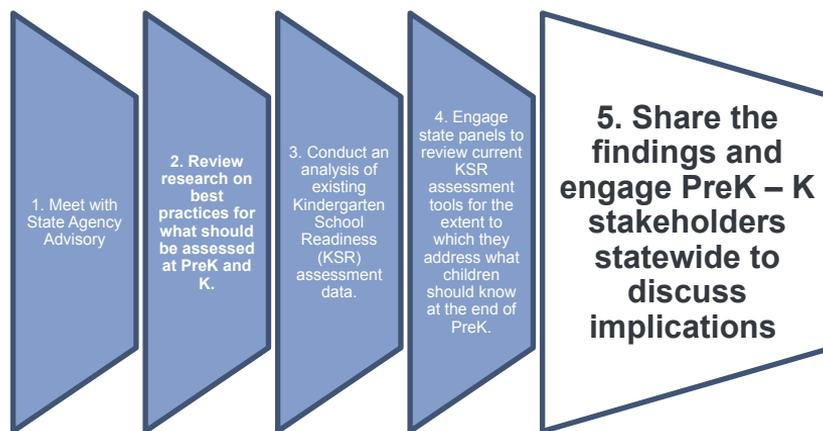 1. Meet with
State Agency
Advisory
2. Review
research on
best
practices for
what should
be assessed
at PreK and
K.
3. Conduct an
analysis of
existing
Kindergarten
School
Readiness
(KSR)
assessment
data.
4. Engage
state panels to
review current
KSR
assessment
tools for the
extent to
which they
address what
children
should know
at the end of
PreK.
5. Share the
findings and
engage PreK – K
stakeholders
statewide to
discuss
implications